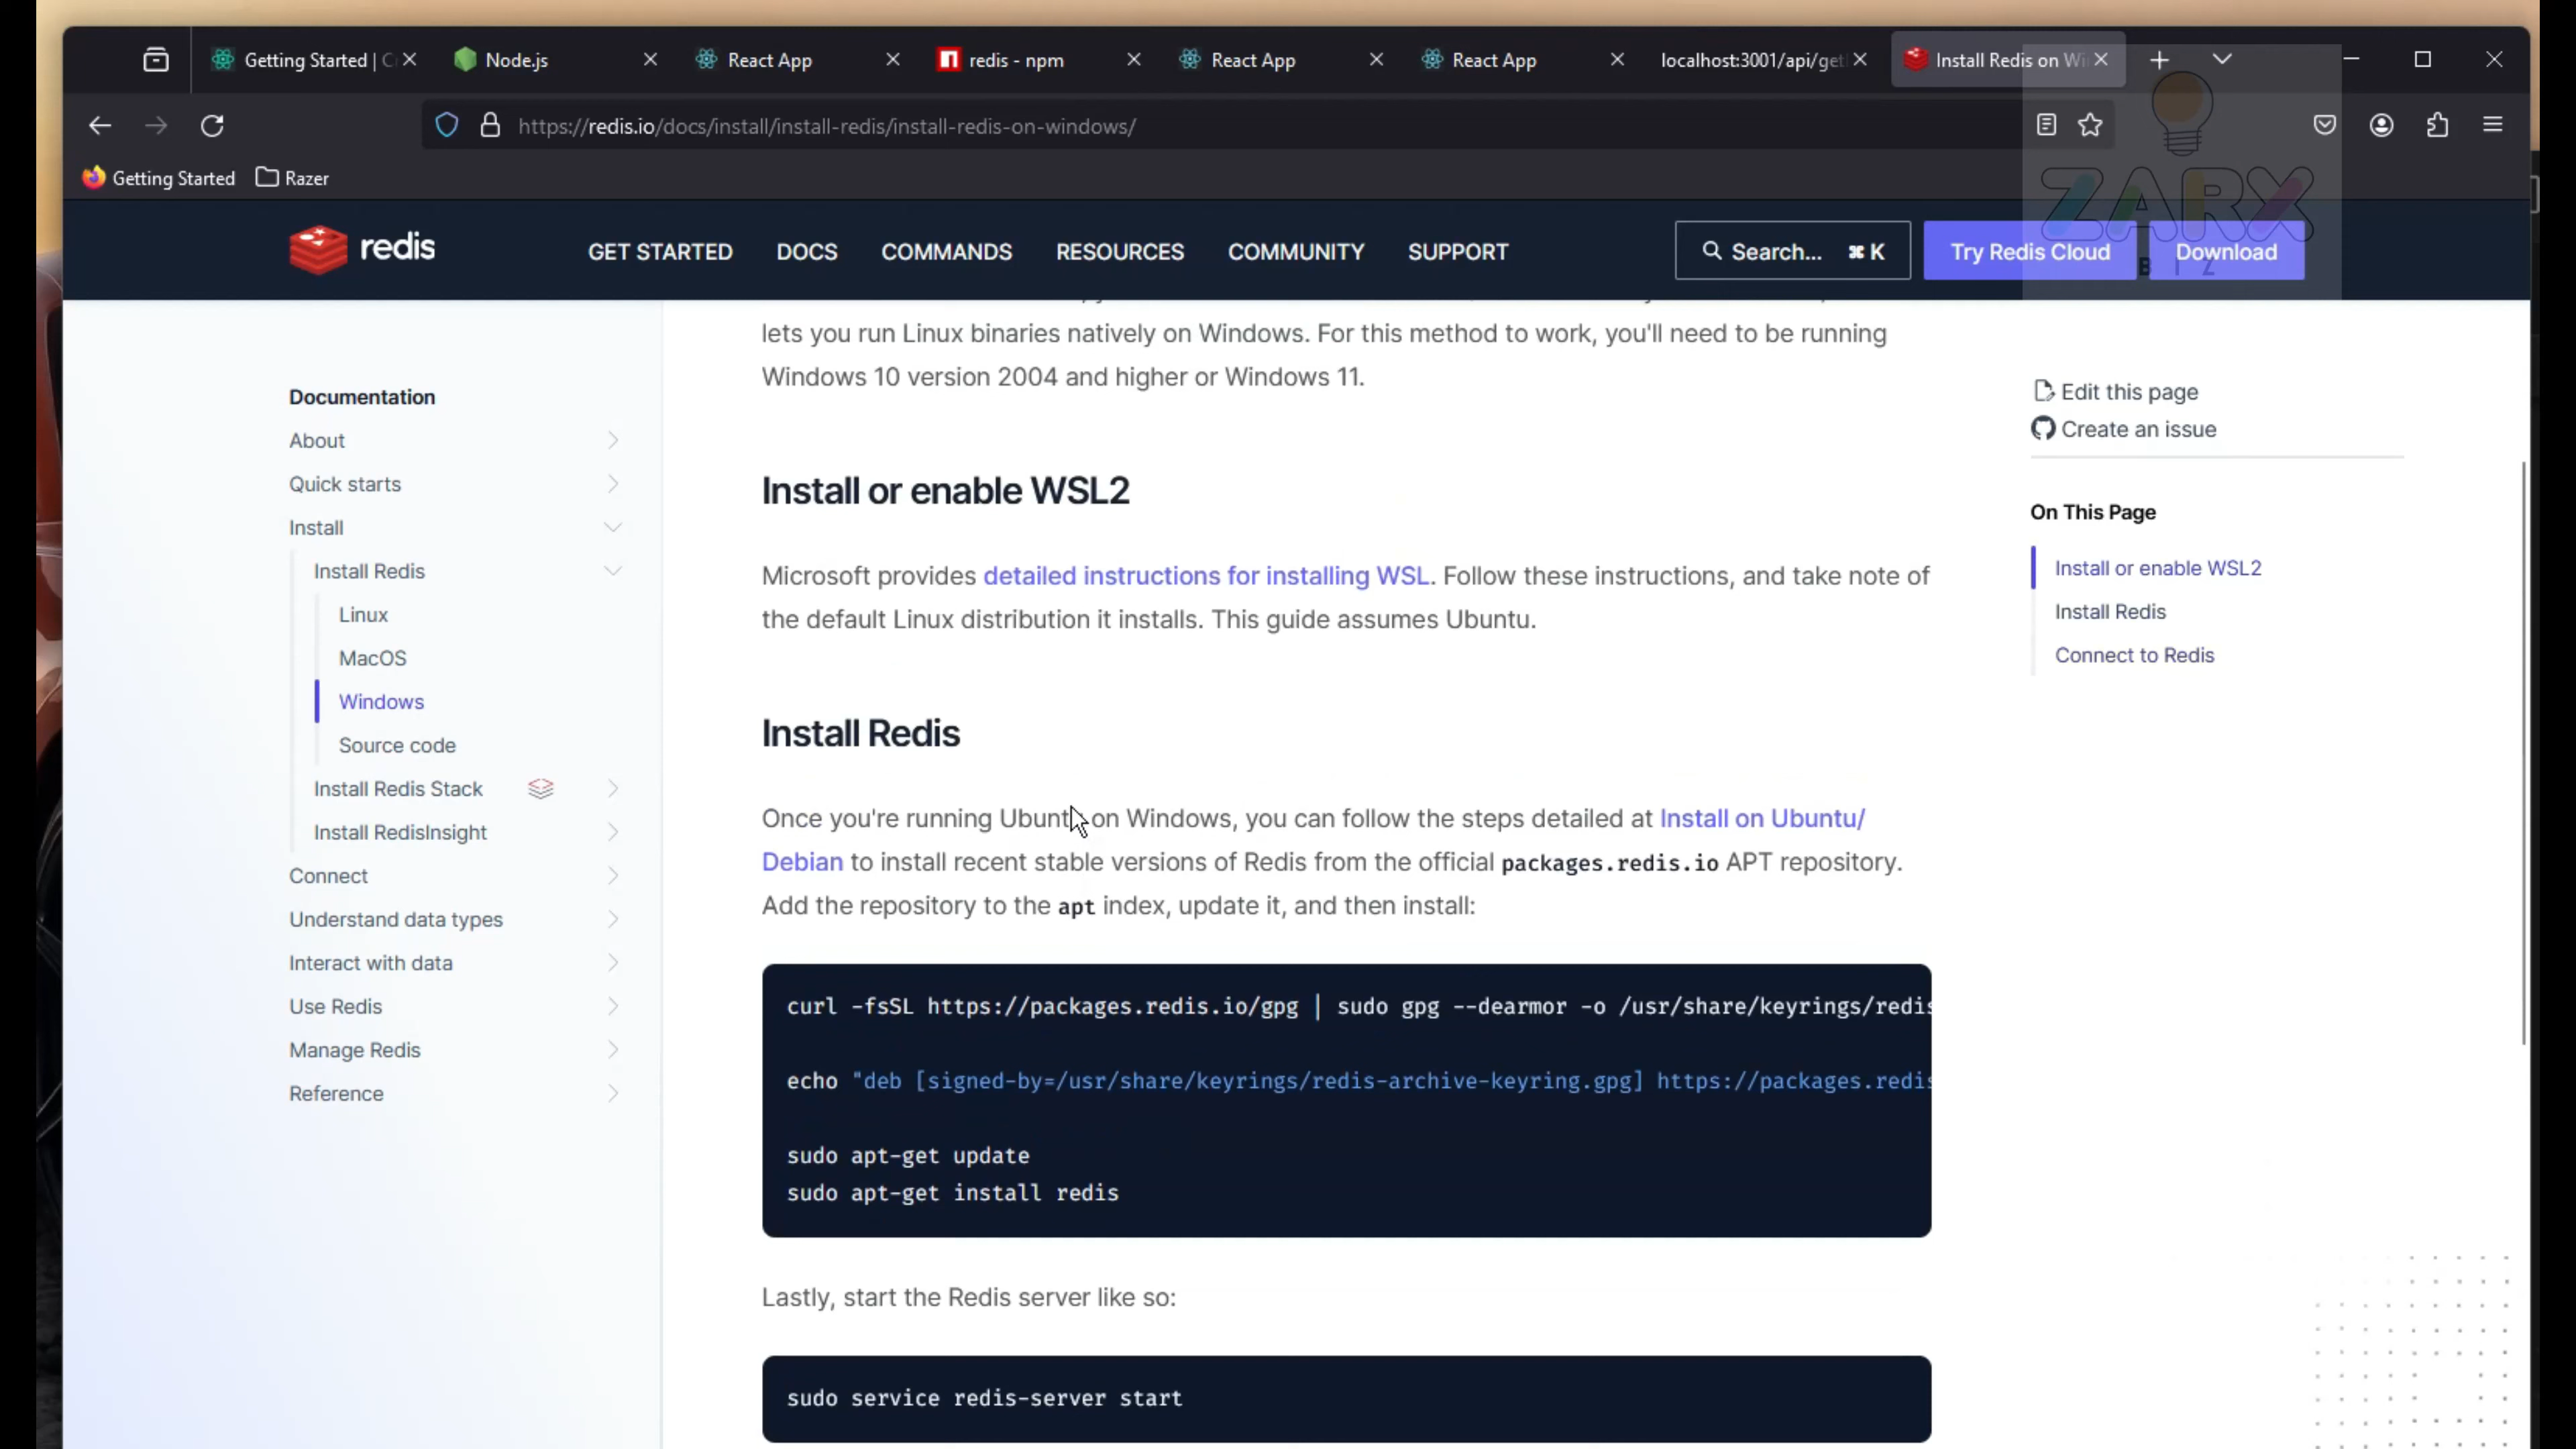 Getting Started | C
Node.js
React App
redis - npm
React App
React App
localhost:3001/api/get
Install Redis on Wi
https://redis.io/docs/install/install-redis/install-redis-on-windows/
Getting Started
Razer
ZARX
B I Z
redis
GET STARTED
DOCS
COMMANDS
RESOURCES
COMMUNITY
SUPPORT
Search... ⌘ K
Try Redis Cloud
Download
Documentation
About
Quick starts
Install
Install Redis
Linux
MacOS
Windows
Source code
Install Redis Stack
Install RedisInsight
Connect
Understand data types
Interact with data
Use Redis
Manage Redis
Reference
lets you run Linux binaries natively on Windows. For this method to work, you'll need to be running
Windows 10 version 2004 and higher or Windows 11.
Install or enable WSL2
Microsoft provides detailed instructions for installing WSL. Follow these instructions, and take note of
the default Linux distribution it installs. This guide assumes Ubuntu.
Install Redis
Once you're running Ubuntu on Windows, you can follow the steps detailed at Install on Ubuntu/
Debian to install recent stable versions of Redis from the official packages.redis.io APT repository.
Add the repository to the apt index, update it, and then install:
curl -fsSL https://packages.redis.io/gpg | sudo gpg --dearmor -o /usr/share/keyrings/redis
echo "deb [signed-by=/usr/share/keyrings/redis-archive-keyring.gpg] https://packages.redis
sudo apt-get update
sudo apt-get install redis
Lastly, start the Redis server like so:
sudo service redis-server start
Edit this page
Create an issue
On This Page
Install or enable WSL2
Install Redis
Connect to Redis